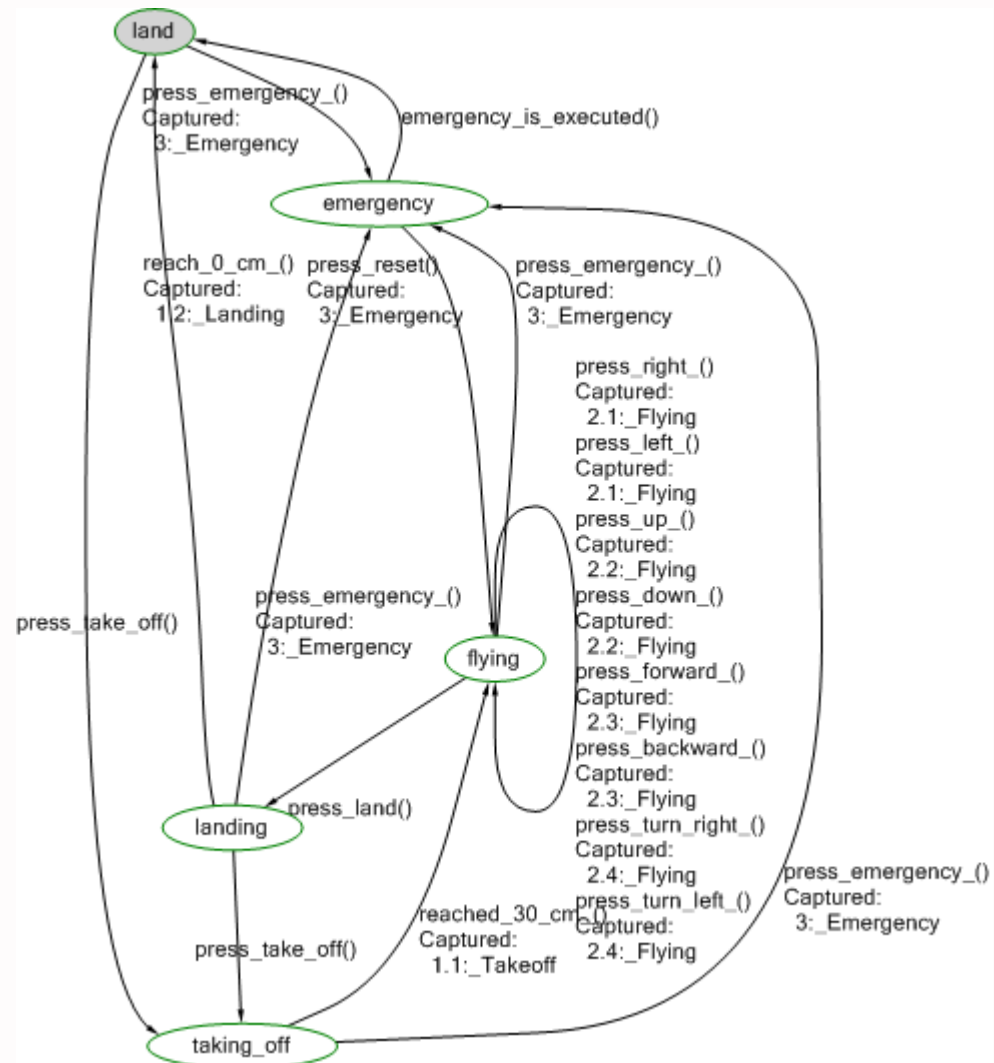 land
press_emergency_()
Captured:
3:_Emergency
emergency_is_executed()
emergency
reach_0_cm_()
Captured:
1.2:_Landing
press_reset()
Captured:
3:_Emergency
press_emergency_()
Captured:
3:_Emergency
press_right_()
Captured:
2.1:_Flying
press_left_()
Captured:
2.1:_Flying
press_up_()
Captured:
2.2:_Flying
press_down_()
Captured:
2.2:_Flying
press_forward_()
Captured:
2.3:_Flying
press_backward_()
Captured:
2.3:_Flying
press_turn_right_()
Captured:
2.4:_Flying
press_turn_left_()
Captured:
2.4:_Flying
press_take_off()
press_emergency_()
Captured:
3:_Emergency
flying
press_land()
landing
press_emergency_()
Captured:
3:_Emergency
reached_30_cm_()
Captured:
1.1:_Takeoff
press_take_off()
taking_off